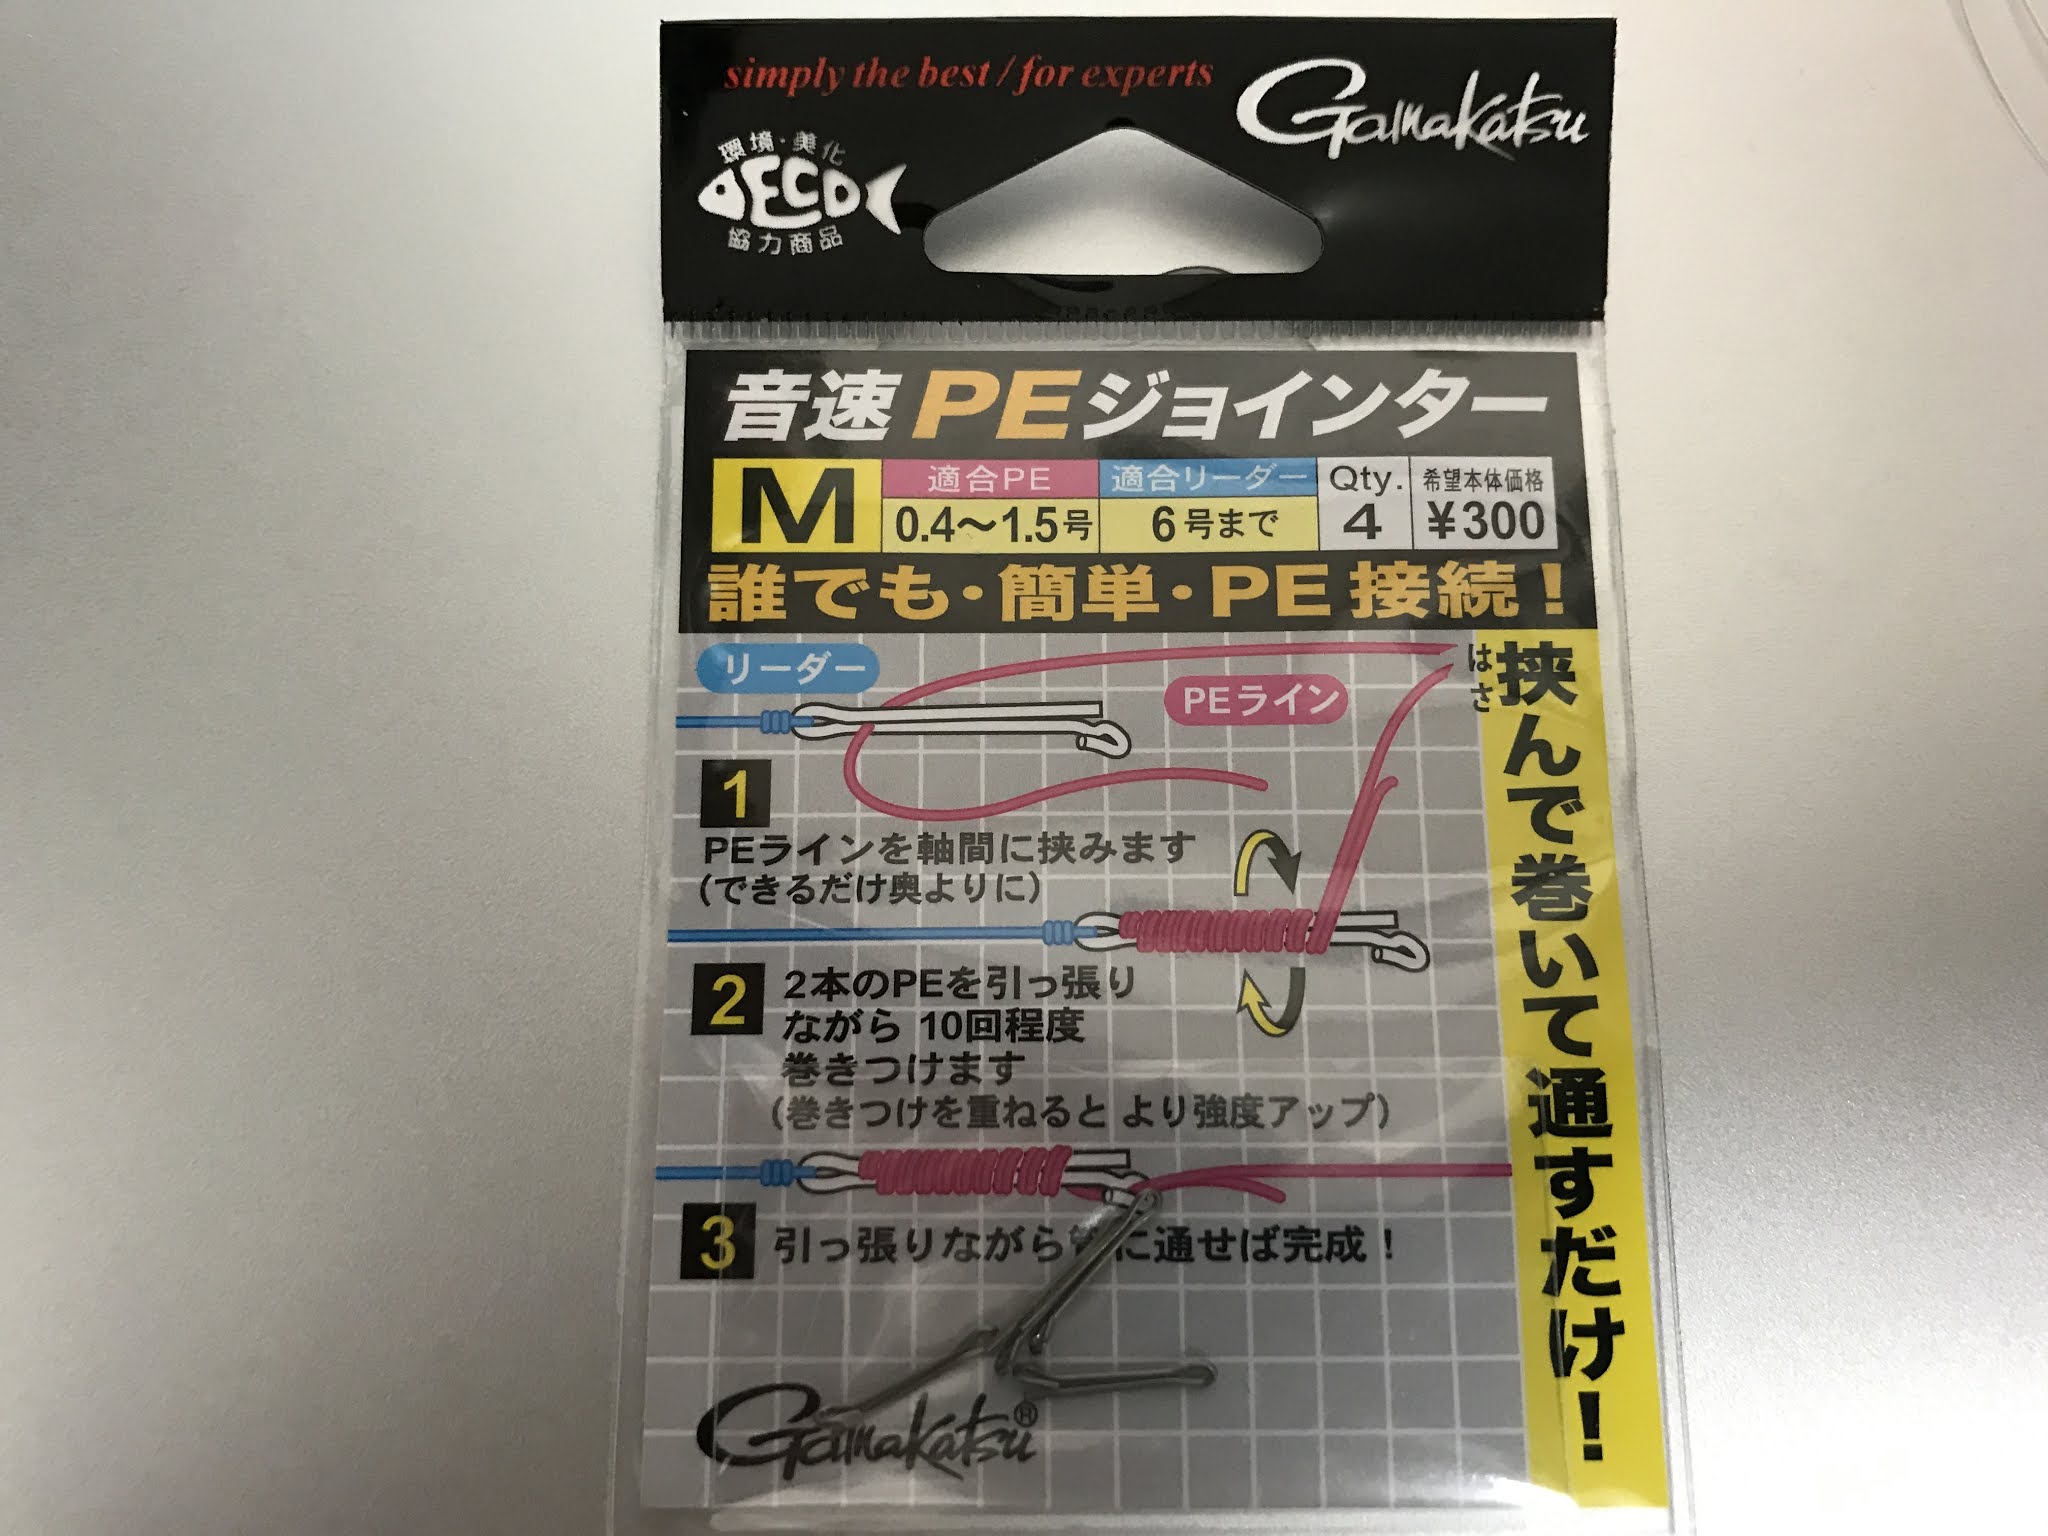 simply the best / for experts
Gamakatsu
環境・美化
ECO
協力商品
音速PEジョインター
M
適合PE
0.4～1.5号
適合リーダー
6号まで
Qty.
4
希望本体価格
¥300
誰でも・簡単・PE接続！
リーダー
PEライン
はさ
挟んで巻いて通すだけ！
1
PEラインを軸間に挟みます
(できるだけ奥よりに)
2
2本のPEを引っ張り
ながら 10回程度
巻きつけます
(巻きつけを重ねると より強度アップ)
3
引っ張りながら に通せば完成！
Gamakatsu®